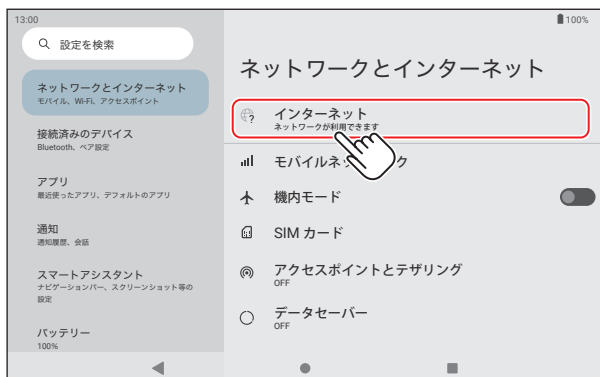 13:00
100%
設定を検索
ネットワークとインターネット
モバイル、Wi-Fi、アクセスポイント
接続済みのデバイス
Bluetooth、ペア設定
アプリ
最近使ったアプリ、デフォルトのアプリ
通知
通知履歴、会話
スマートアシスタント
ナビゲーションバー、スクリーンショット等の
設定
バッテリー
100%
ネットワークとインターネット
インターネット
ネットワークが利用できます
モバイルネッ ク
機内モード
SIM カード
アクセスポイントとテザリング
OFF
データセーバー
OFF